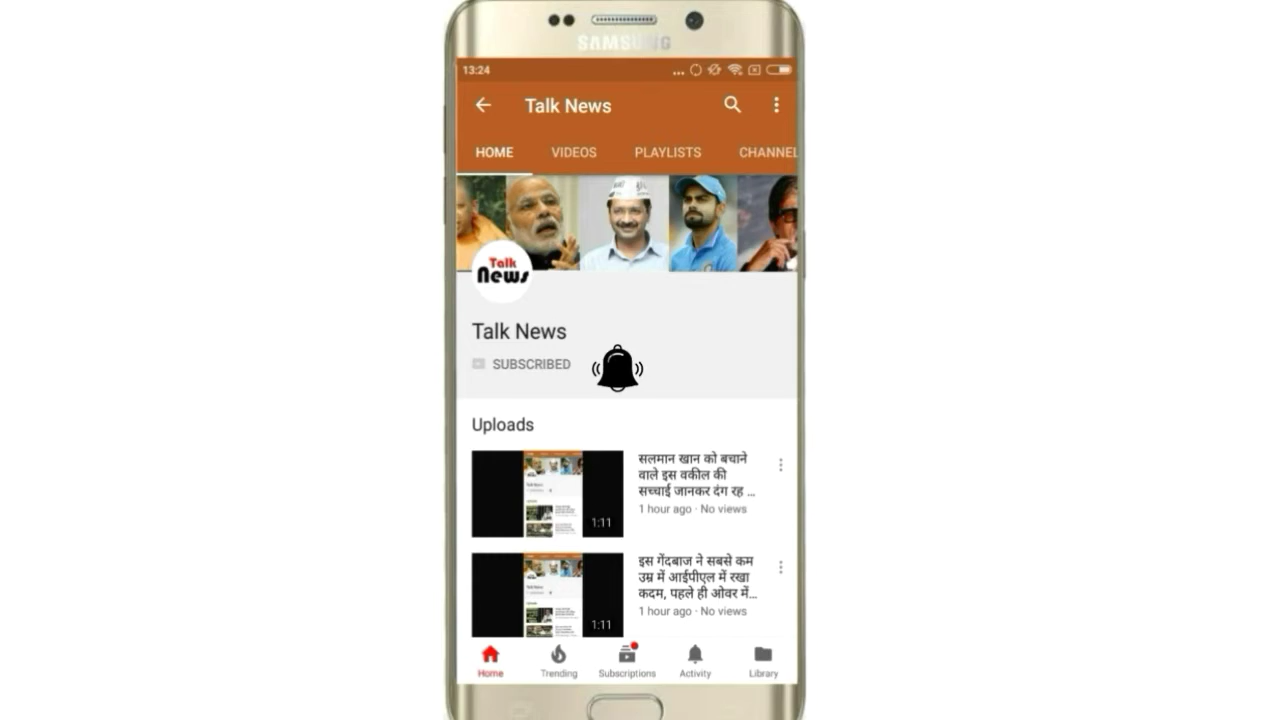 SAMSUNG
13:24
Talk News
HOME VIDEOS PLAYLISTS CHANNEL
Talk
News
Talk News
SUBSCRIBED
Uploads
सलमान खान को बचाने
वाले इस वकील की
सच्चाई जानकर दंग रह ...
1 hour ago · No views
1:11
इस गेंदबाज ने सबसे कम
उम्र में आईपीएल में रखा
कदम, पहले ही ओवर में...
1 hour ago · No views
1:11
Home Trending Subscriptions Activity Library